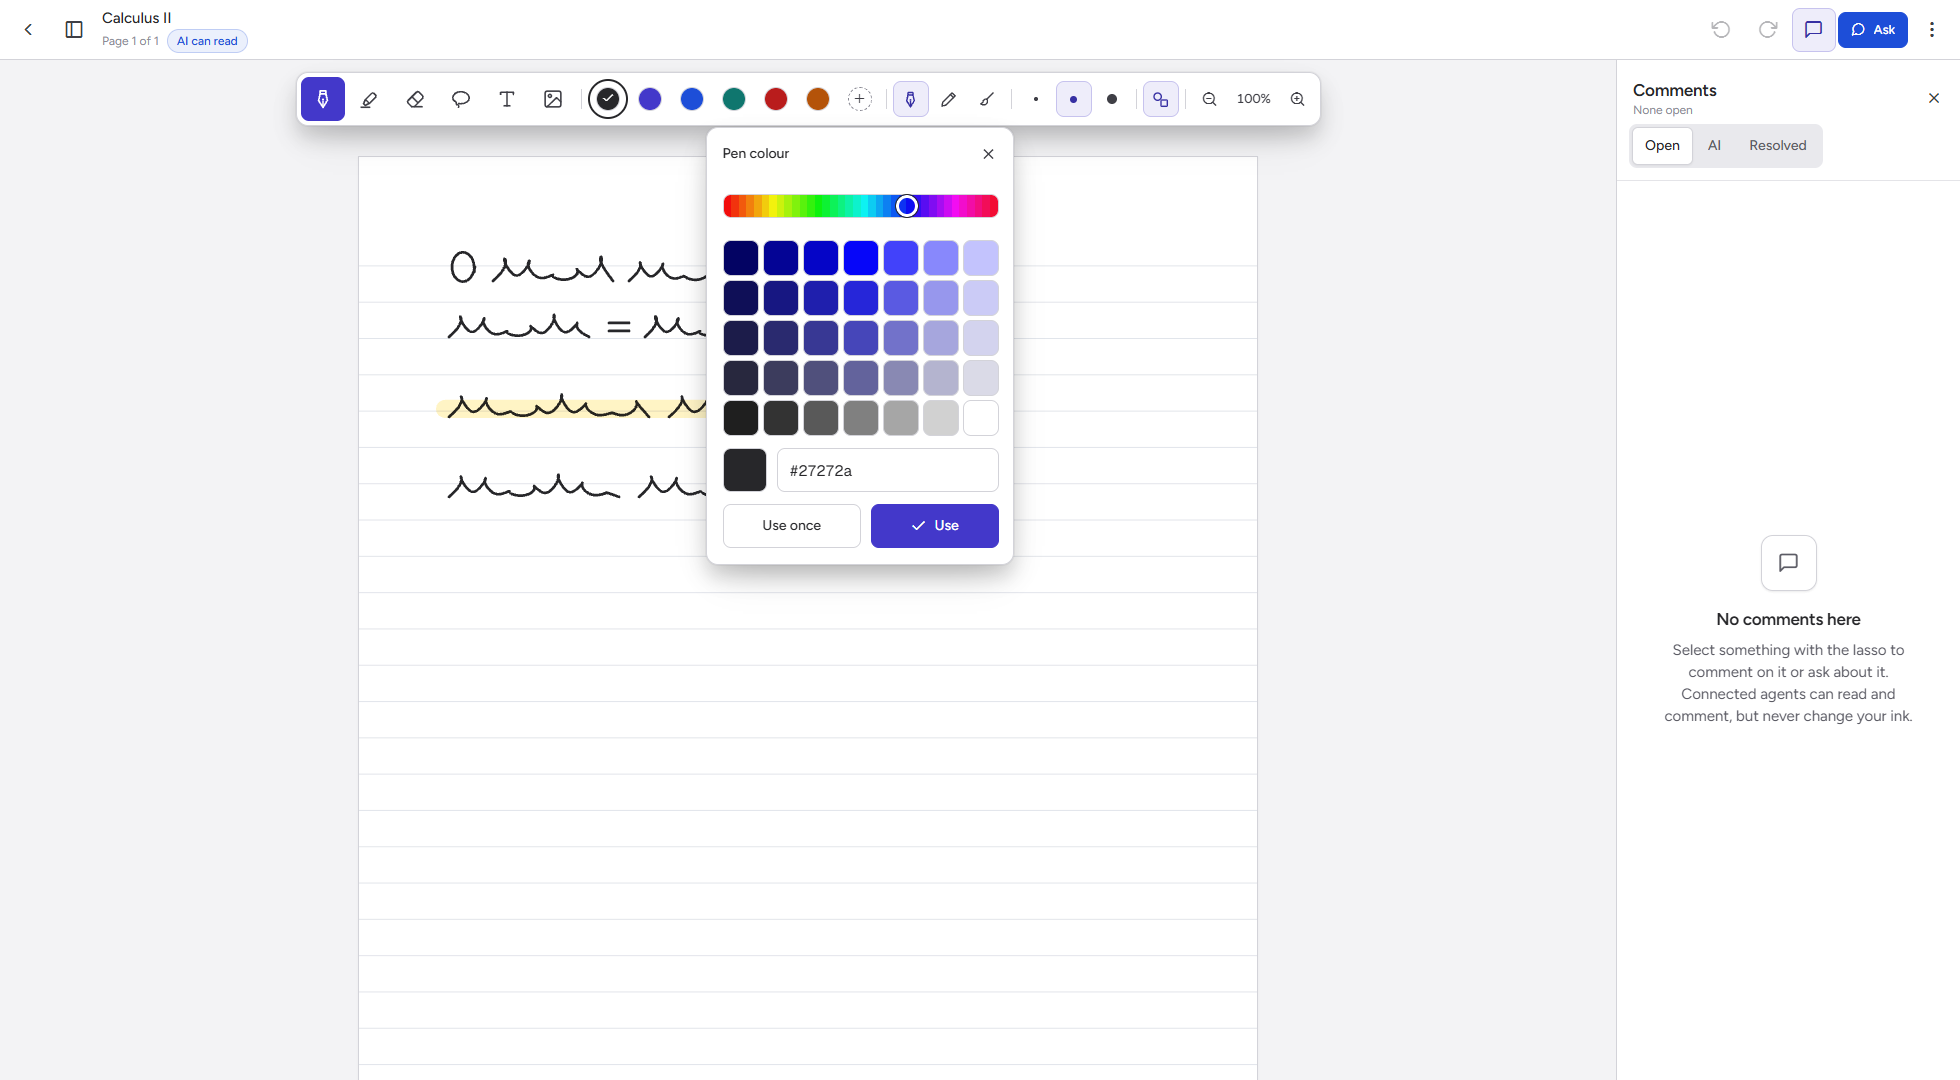 Calculus II
Page 1 of 1 AI can read
Ask
100%
Comments
None open
Open AI Resolved
Pen colour
#27272a
Use once Use
No comments here
Select something with the lasso to
comment on it or ask about it.
Connected agents can read and
comment, but never change your ink.